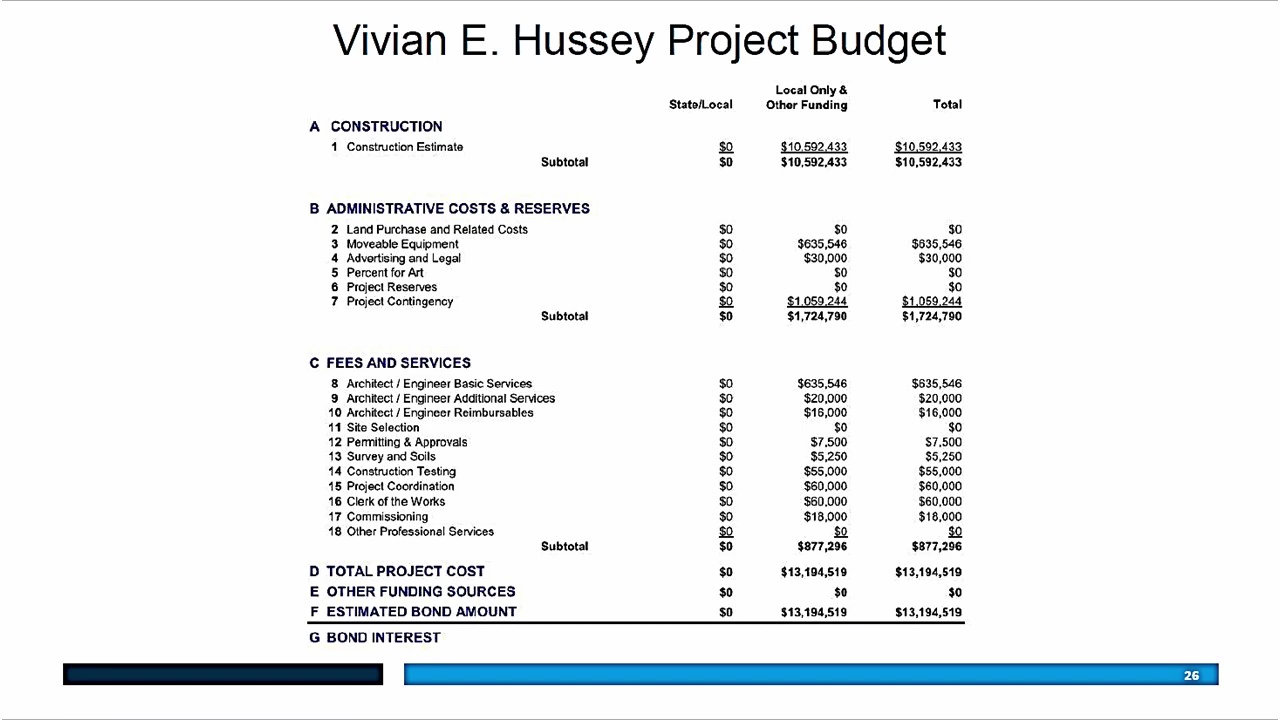 Vivian E. Hussey Project Budget
Local Only &
State/Local Other Funding Total
A CONSTRUCTION
1 Construction Estimate $0 $10,592,433 $10,592,433
Subtotal $0 $10,592,433 $10,592,433
B ADMINISTRATIVE COSTS & RESERVES
2 Land Purchase and Related Costs $0 $0 $0
3 Moveable Equipment $0 $635,546 $635,546
4 Advertising and Legal $0 $30,000 $30,000
5 Percent for Art $0 $0 $0
6 Project Reserves $0 $0 $0
7 Project Contingency $0 $1,059,244 $1,059,244
Subtotal $0 $1,724,790 $1,724,790
C FEES AND SERVICES
8 Architect / Engineer Basic Services $0 $635,546 $635,546
9 Architect / Engineer Additional Services $0 $20,000 $20,000
10 Architect / Engineer Reimbursables $0 $16,000 $16,000
11 Site Selection $0 $0 $0
12 Permitting & Approvals $0 $7,500 $7,500
13 Survey and Soils $0 $5,250 $5,250
14 Construction Testing $0 $55,000 $55,000
15 Project Coordination $0 $60,000 $60,000
16 Clerk of the Works $0 $60,000 $60,000
17 Commissioning $0 $18,000 $18,000
18 Other Professional Services $0 $0 $0
Subtotal $0 $877,296 $877,296
D TOTAL PROJECT COST $0 $13,194,519 $13,194,519
E OTHER FUNDING SOURCES $0 $0 $0
F ESTIMATED BOND AMOUNT $0 $13,194,519 $13,194,519
G BOND INTEREST
26